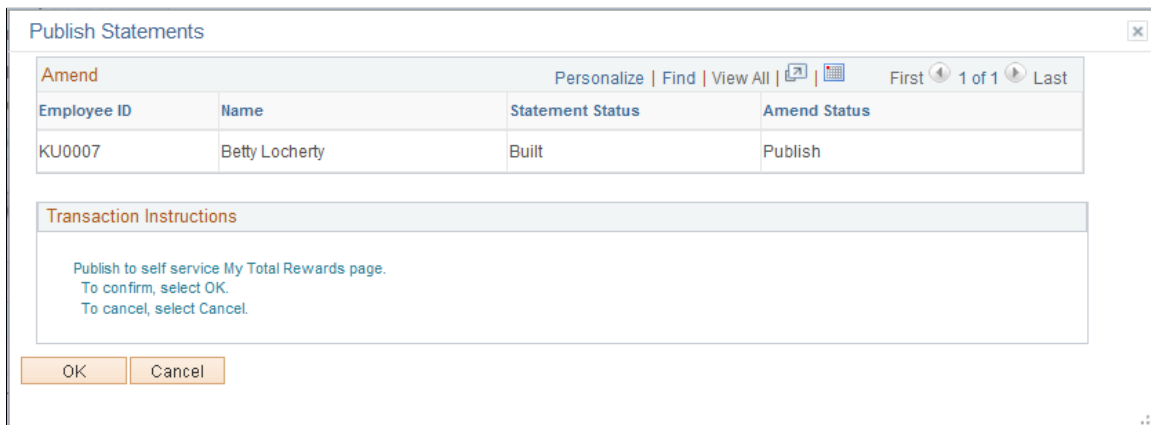 Publish Statements
Amend Personalize | Find | View All | | First 1 of 1 Last
Employee ID Name Statement Status Amend Status
KU0007 Betty Locherty Built Publish
Transaction Instructions
Publish to self service My Total Rewards page.
To confirm, select OK.
To cancel, select Cancel.
OK Cancel